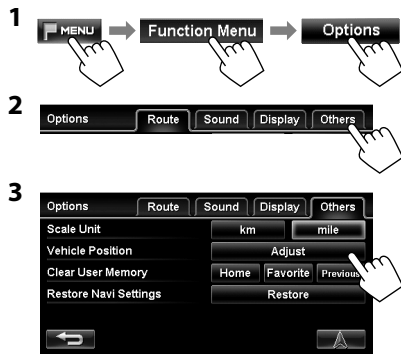 1
MENU Function Menu Options
2
Options Route Sound Display Others
3
Options Route Sound Display Others
Scale Unit km mile
Vehicle Position Adjust
Clear User Memory Home Favorite Previous
Restore Navi Settings Restore